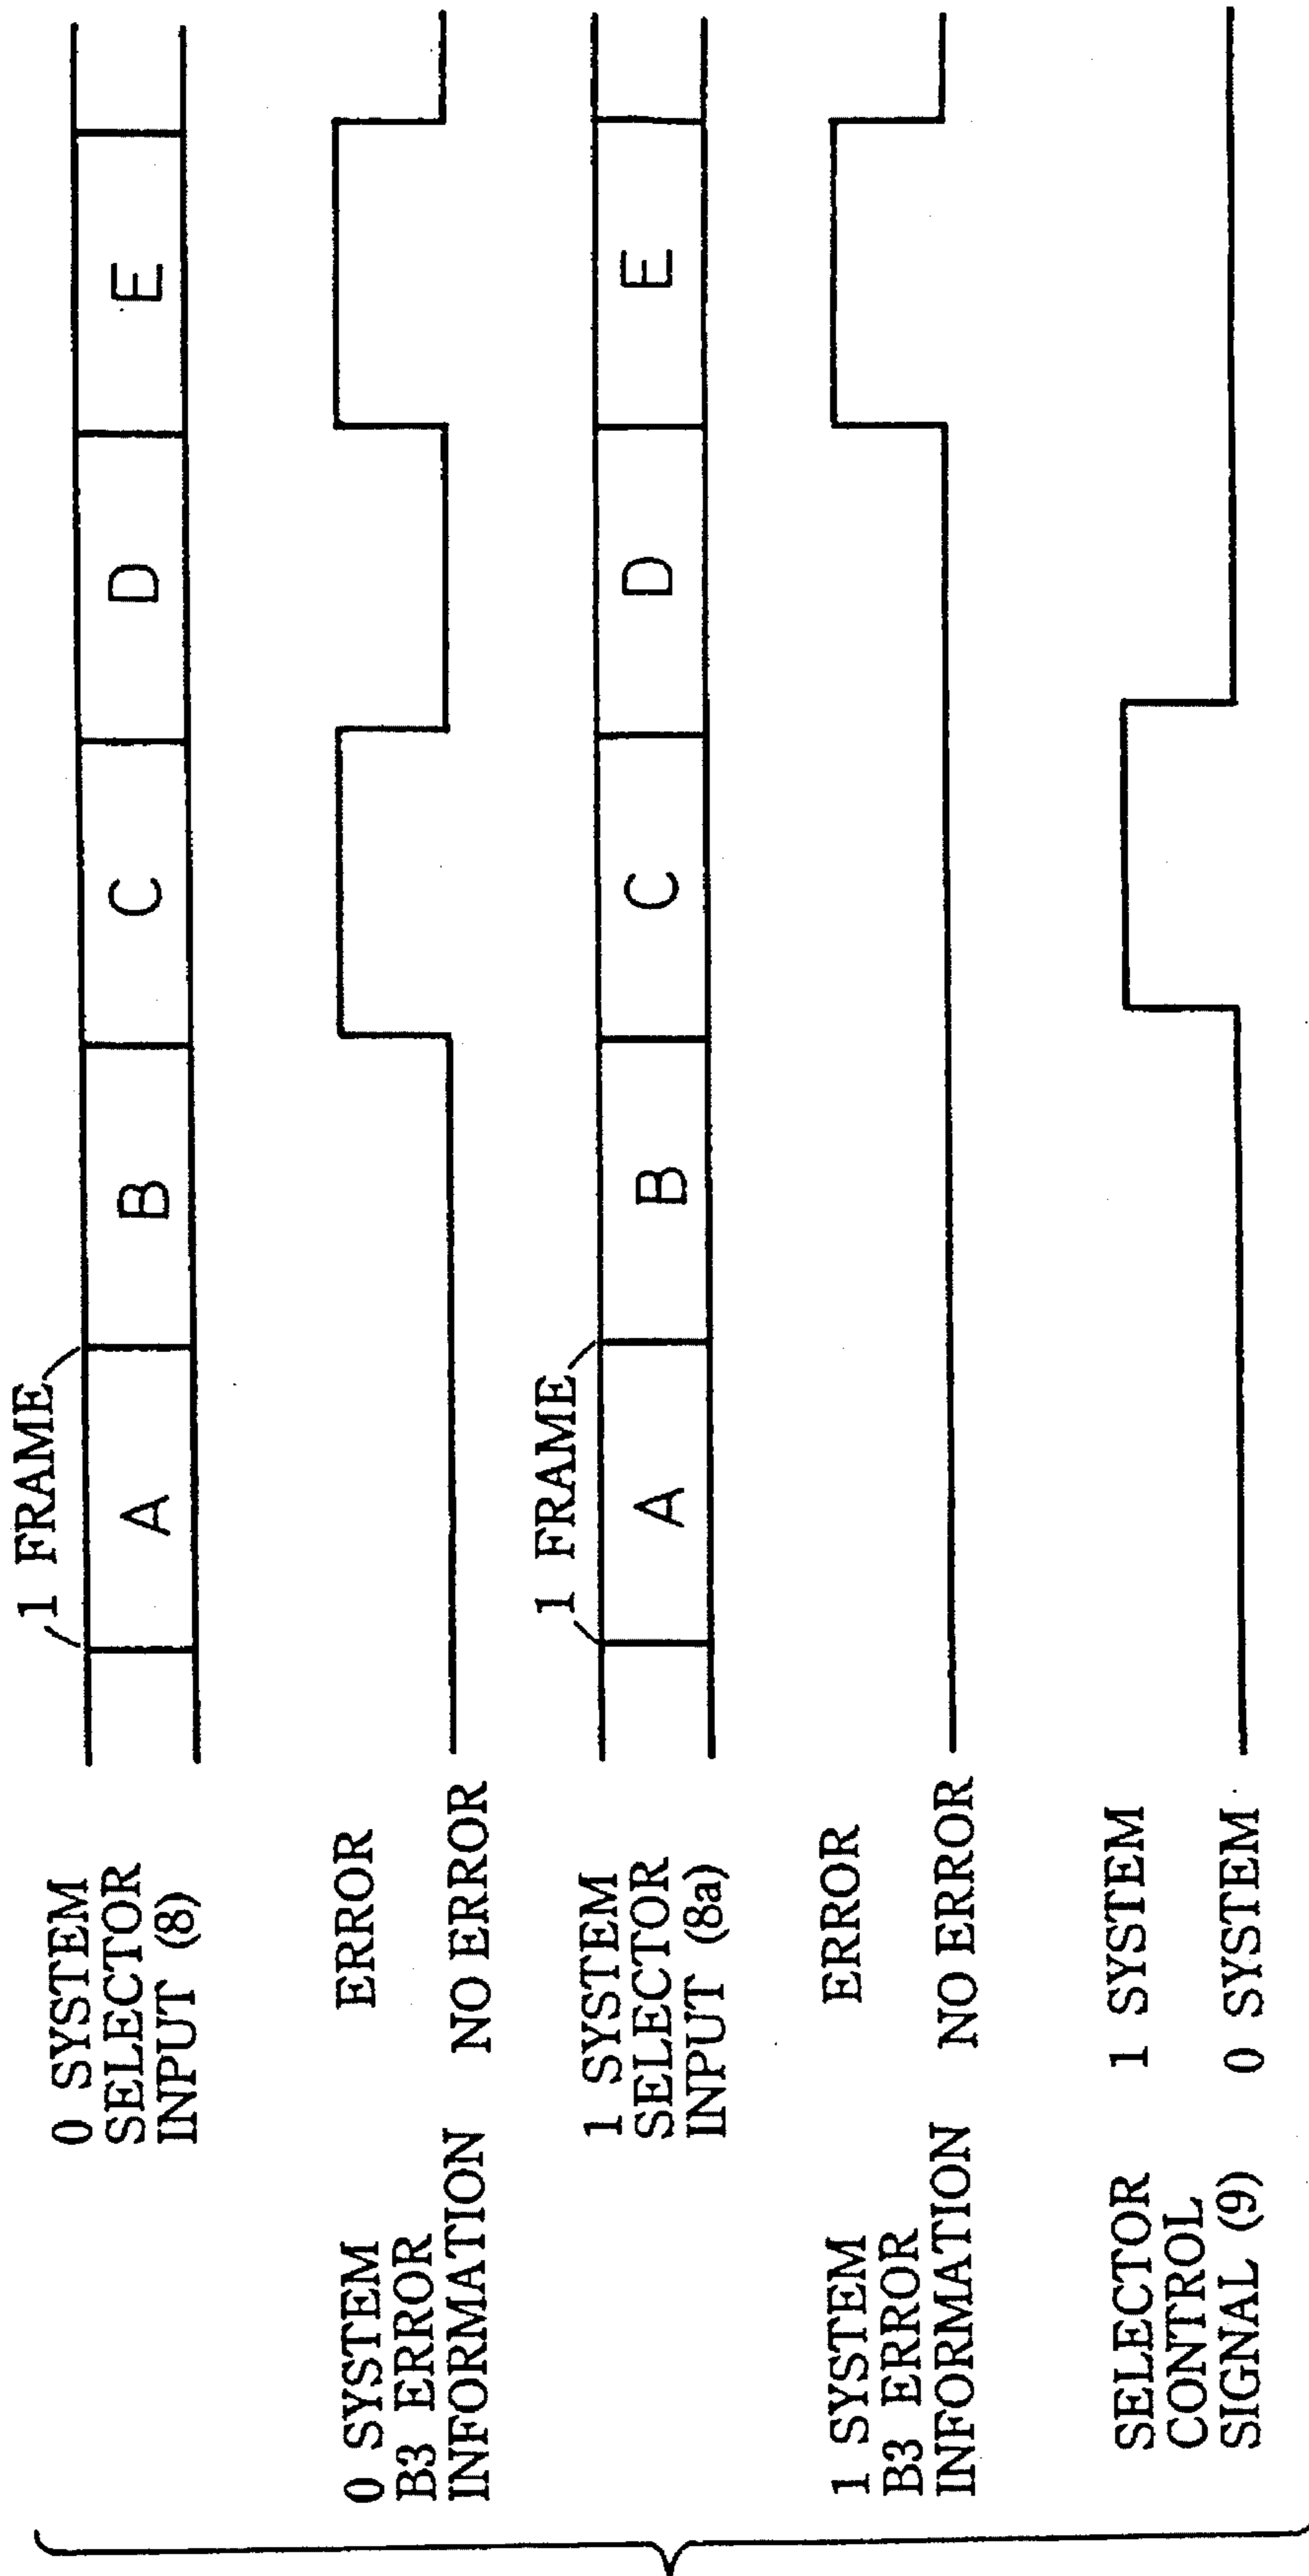 1 FRAME
0 SYSTEM
SELECTOR
INPUT (8)
A
B
C
D
E
0 SYSTEM
B3 ERROR
INFORMATION
ERROR
NO ERROR
1 FRAME
1 SYSTEM
SELECTOR
INPUT (8a)
A
B
C
D
E
1 SYSTEM
B3 ERROR
INFORMATION
ERROR
NO ERROR
SELECTOR
CONTROL
SIGNAL (9)
1 SYSTEM
0 SYSTEM